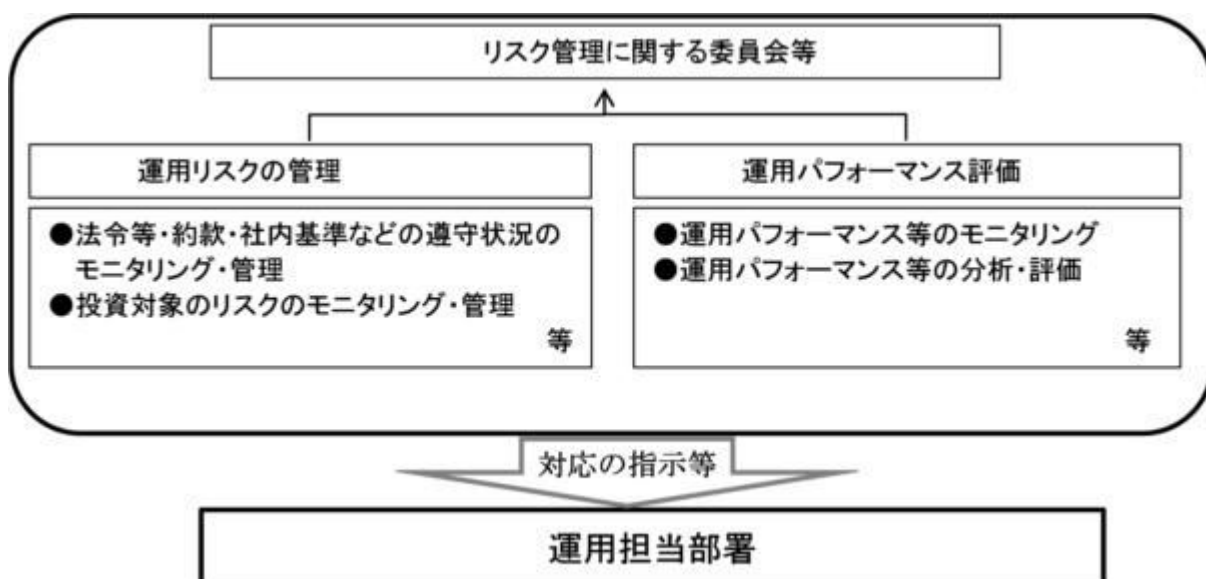 リスク管理に関する委員会等
運用リスクの管理
●法令等・約款・社内基準などの遵守状況の
モニタリング・管理
●投資対象のリスクのモニタリング・管理
等
運用パフォーマンス評価
●運用パフォーマンス等のモニタリング
●運用パフォーマンス等の分析・評価
等
対応の指示等
運用担当部署